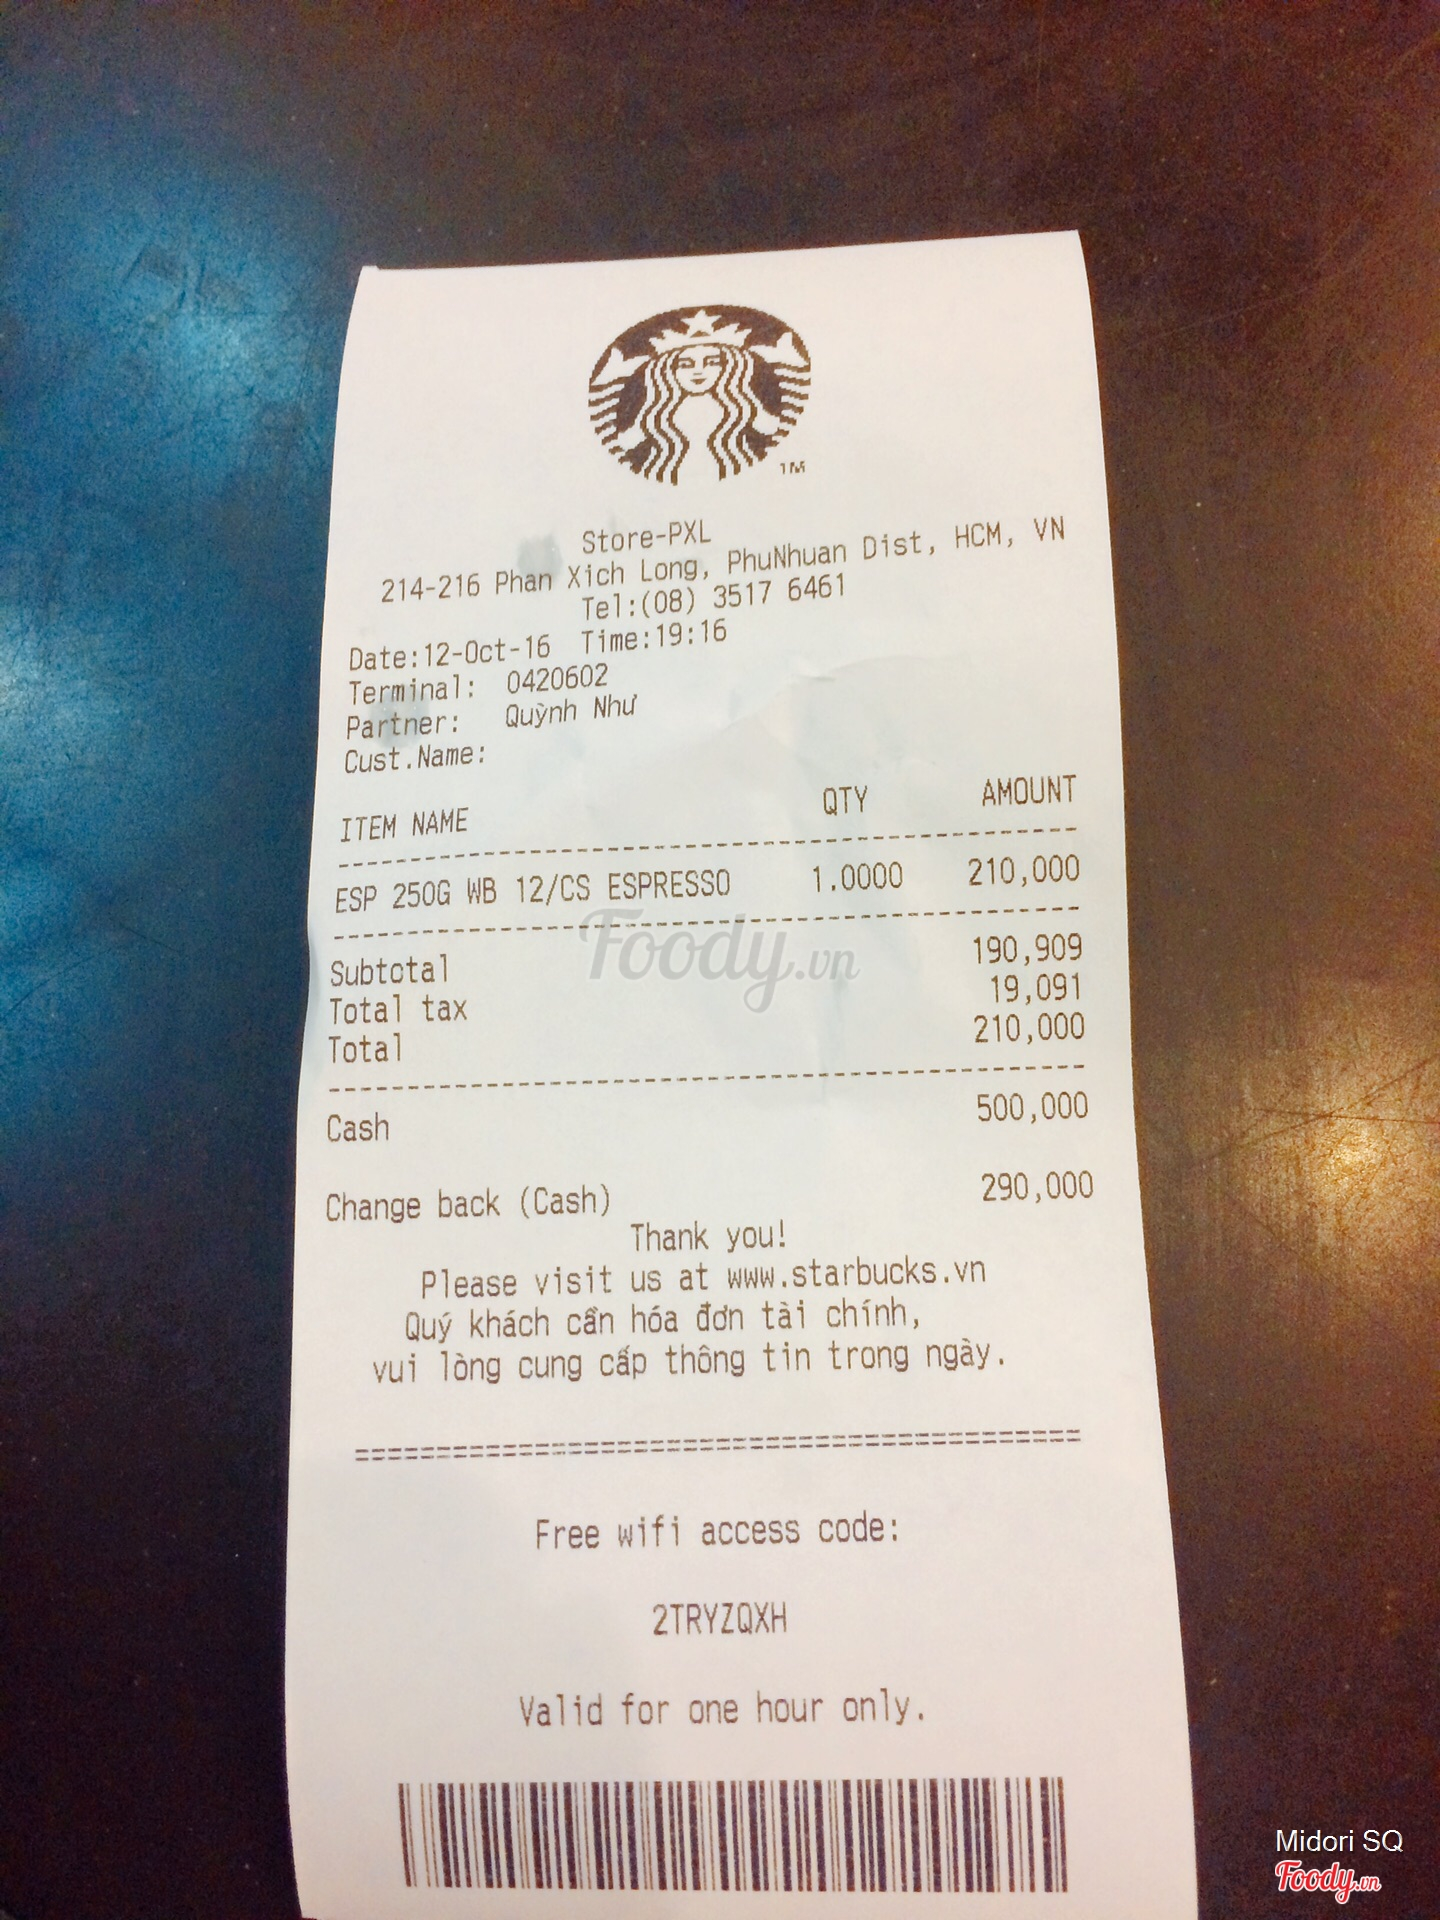 TM
Store-PXL
214-216 Phan Xich Long, PhuNhuan Dist, HCM, VN
Tel:(08) 3517 6461
Date:12-Oct-16 Time:19:16
Terminal: 0420602
Partner: Quỳnh Như
Cust.Name:
ITEM NAME QTY AMOUNT
ESP 250G WB 12/CS ESPRESSO 1.0000 210,000
Foody.vn
Subtotal 190,909
Total tax 19,091
Total 210,000
Cash 500,000
Change back (Cash) 290,000
Thank you!
Please visit us at www.starbucks.vn
Quý khách cần hóa đơn tài chính,
vui lòng cung cấp thông tin trong ngày.
Free wifi access code:
2TRYZQXH
Valid for one hour only.
Midori SQ
Foody.vn